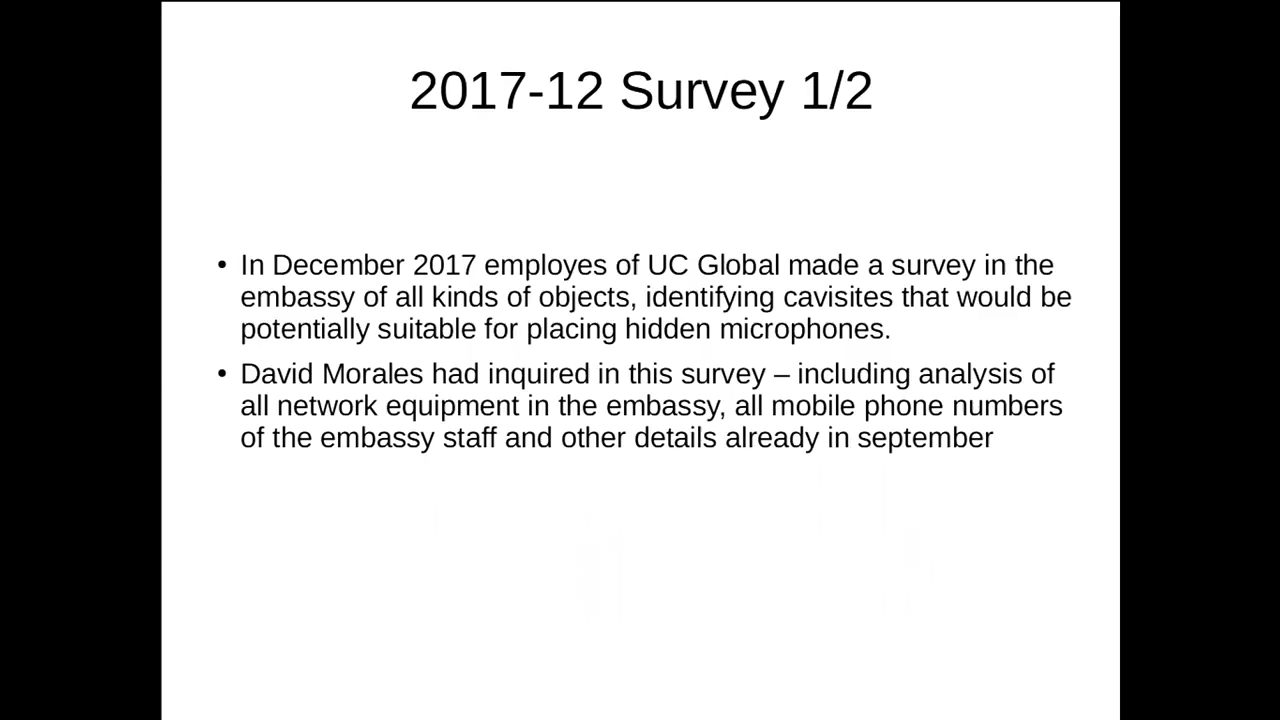 2017-12 Survey 1/2
• In December 2017 employes of UC Global made a survey in the
embassy of all kinds of objects, identifying cavisites that would be
potentially suitable for placing hidden microphones.
• David Morales had inquired in this survey – including analysis of
all network equipment in the embassy, all mobile phone numbers
of the embassy staff and other details already in september